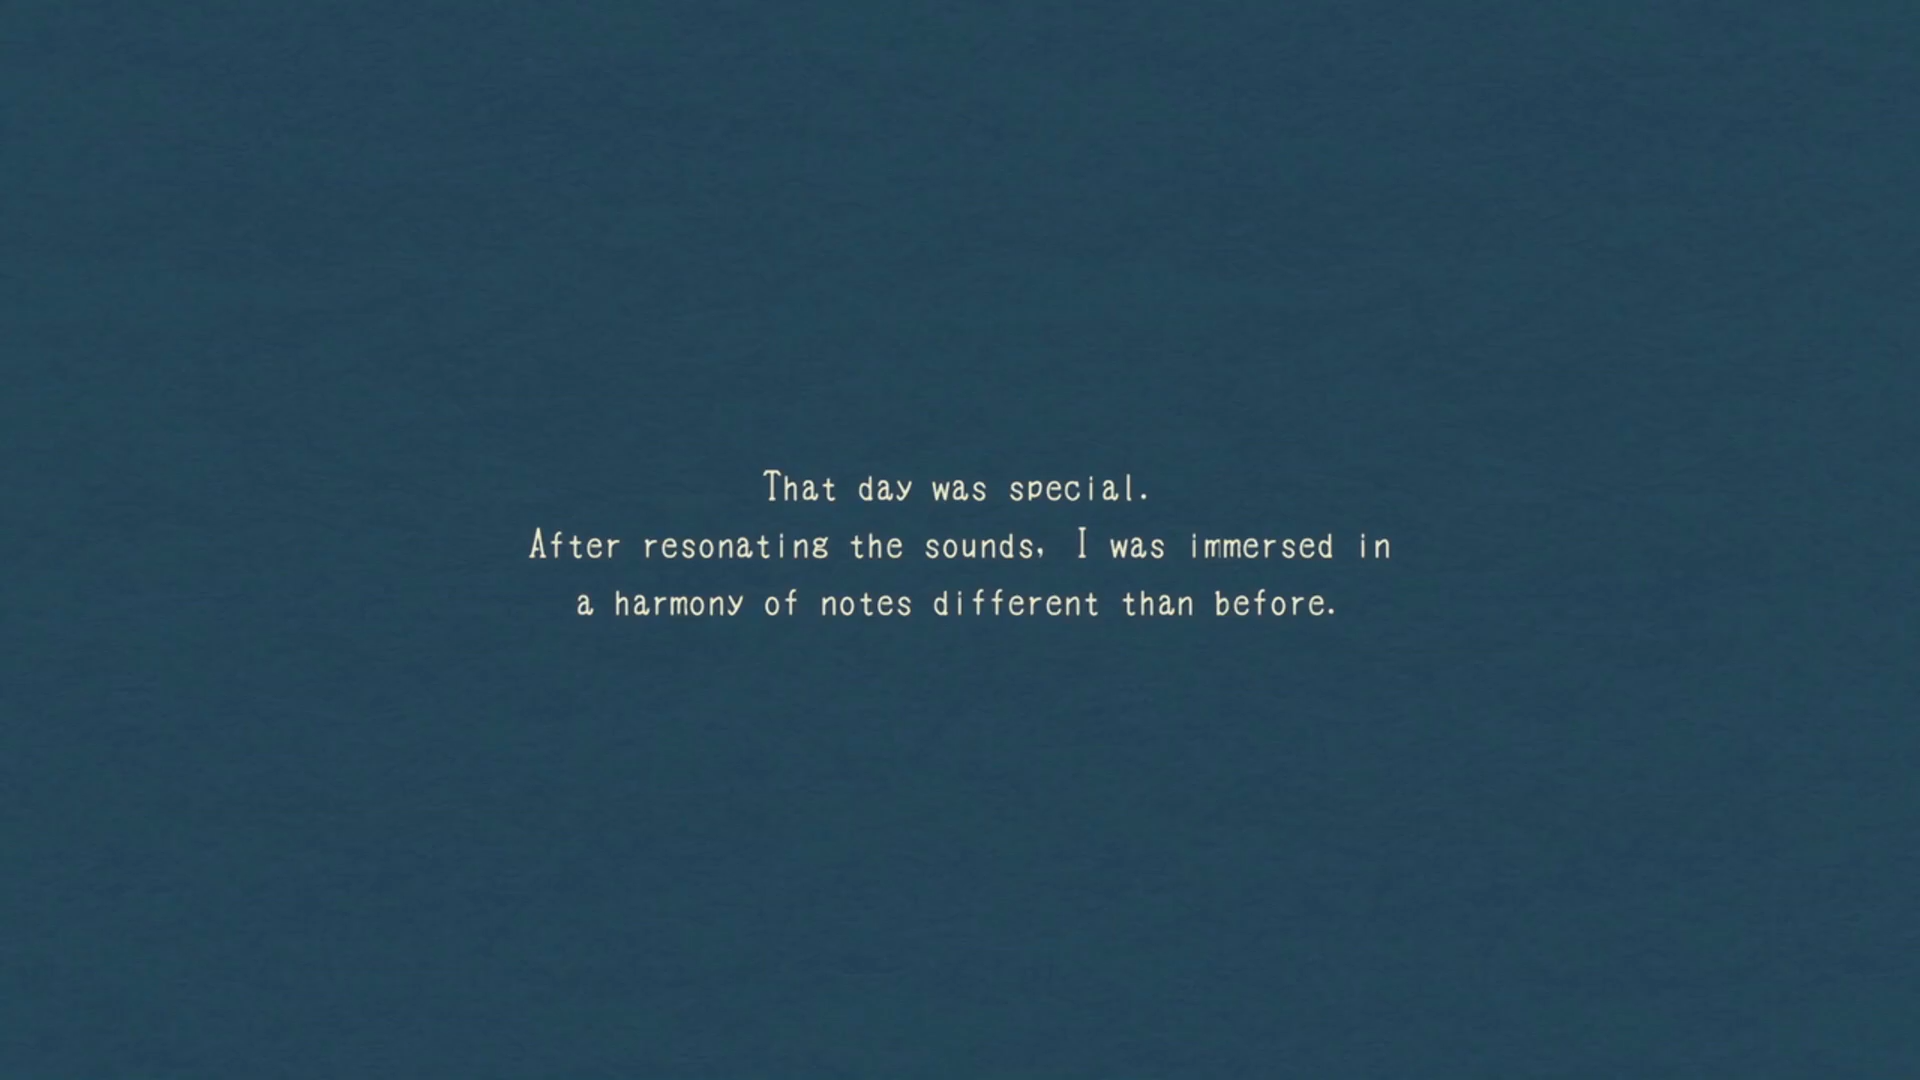 That day was special.
After resonating the sounds, I was immersed in
a harmony of notes different than before.